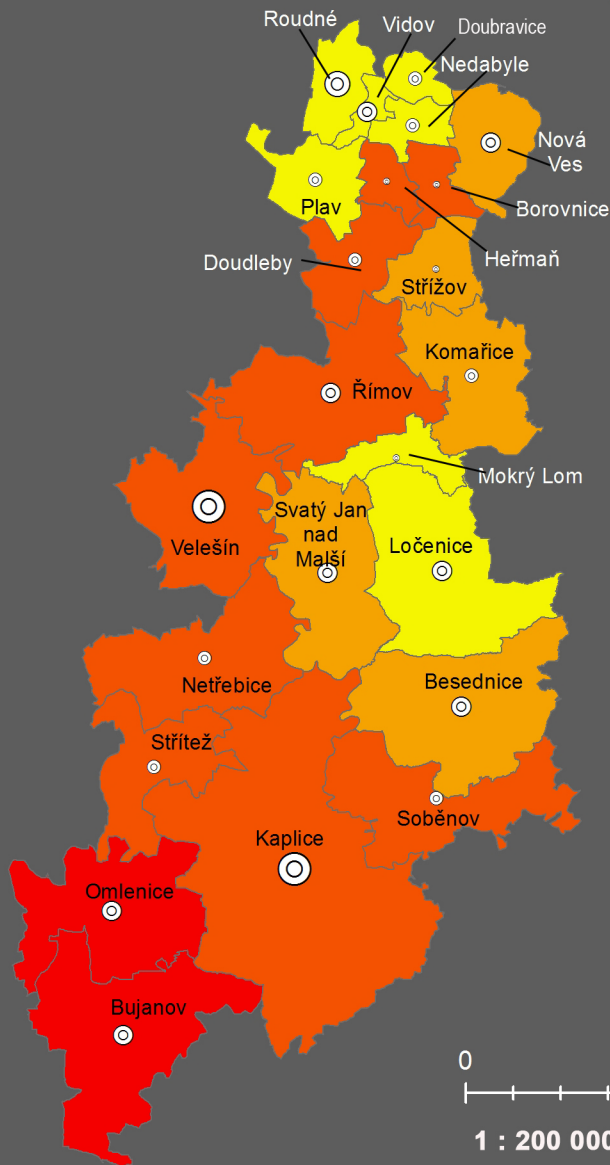 Roudné
Vidov
Doubravice
Nedabyle
Nová
Ves
Plav
Borovnice
Heřmaň
Doudleby
Střížov
Komařice
Římov
Mokrý Lom
Svatý Jan
nad
Malší
Velešín
Ločenice
Netřebice
Besednice
Střítež
Soběnov
Kaplice
Omlenice
Bujanov
0
1 : 200 000